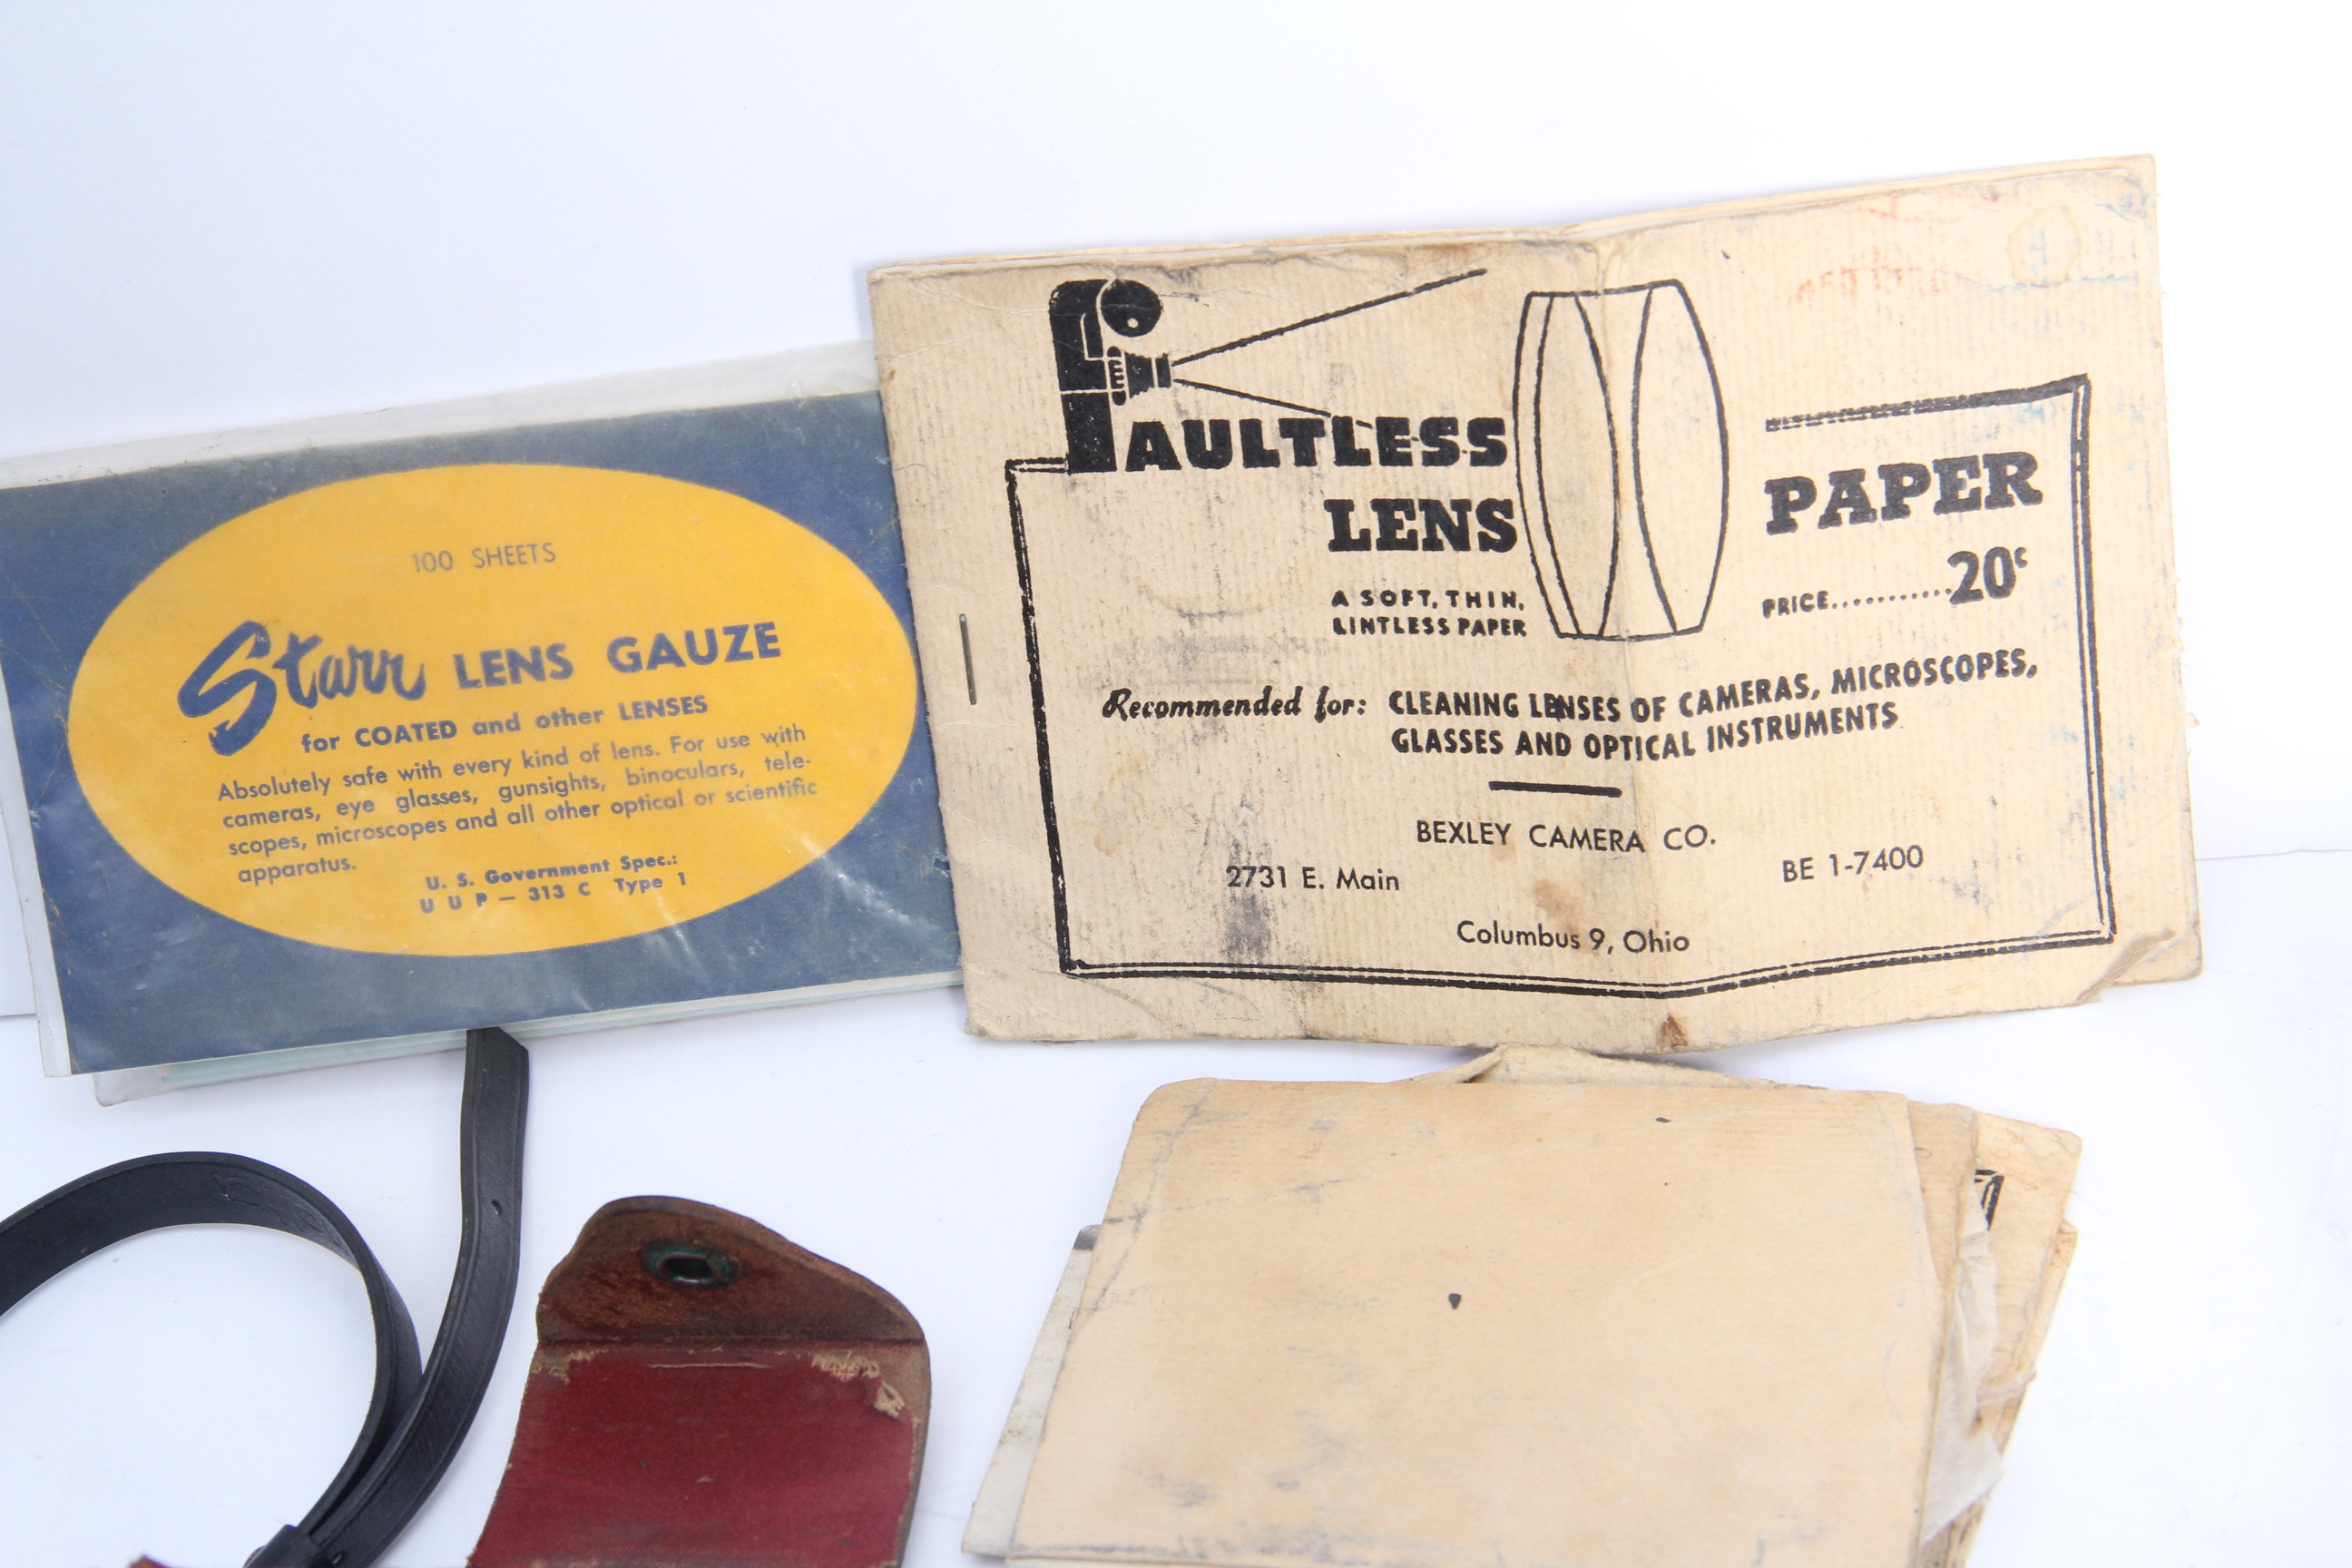 100 SHEETS
Starr LENS GAUZE
for COATED and other LENSES
Absolutely safe with every kind of lens. For use with
cameras, eye glasses, gunsights, binoculars, tele-
scopes, microscopes and all other optical or scientific
apparatus.
U. S. Government Spec.:
U U P — 313 C Type 1
FAULTLESS
LENS
PAPER
A SOFT, THIN,
LINTLESS PAPER
PRICE...........20¢
Recommended for: CLEANING LENSES OF CAMERAS, MICROSCOPES,
GLASSES AND OPTICAL INSTRUMENTS
BEXLEY CAMERA CO.
2731 E. Main
BE 1-7400
Columbus 9, Ohio